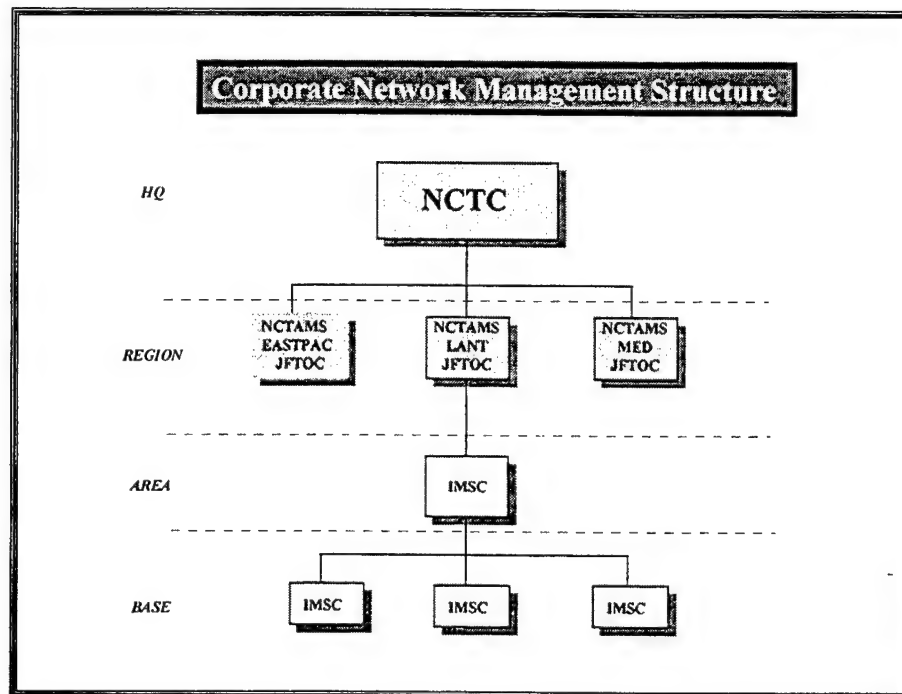 Corporate Network Management Structure
HQ
NCTC
REGION
NCTAMS
EASTPAC
JFTOC
NCTAMS
LANT
JFTOC
NCTAMS
MED
JFTOC
AREA
IMSC
BASE
IMSC
IMSC
IMSC